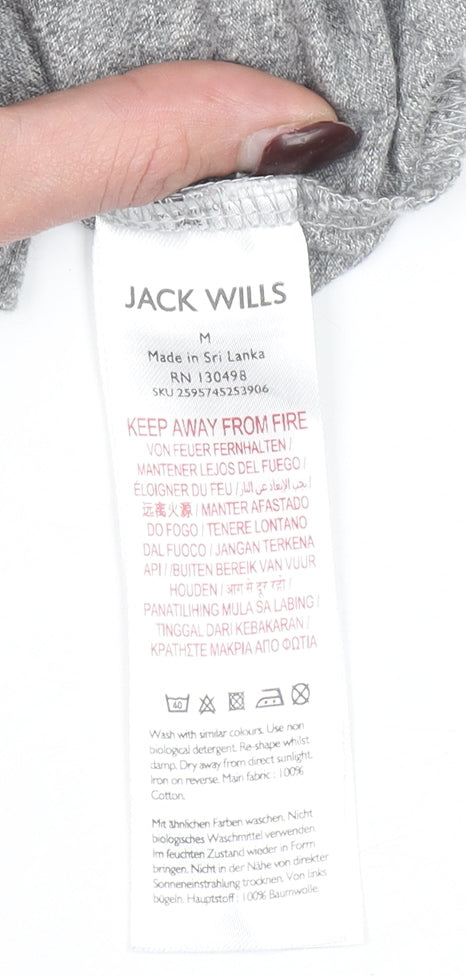 JACK WILLS
M
Made in Sri Lanka
RN 130498
SKU 2595745253906
KEEP AWAY FROM FIRE
VON FEUER FERNHALTEN /
MANTENER LEJOS DEL FUEGO /
ÉLOIGNER DU FEU / يجب الابتعاد عن النار /
远离火源 / MANTER AFASTADO
DO FOGO / TENERE LONTANO
DAL FUOCO / JANGAN TERKENA
API / /BUITEN BEREIK VAN VUUR
HOUDEN / आग से दूर रहो /
PANATILIHING MULA SA LABING /
TINGGAL DARI KEBAKARAN /
ΚΡΑΤΗΣΤΕ ΜΑΚΡΙΑ ΑΠΟ ΦΩΤΙΑ
40
Wash with similar colours. Use non
biological detergent. Re-shape whilst
damp. Dry away from direct sunlight.
Iron on reverse. Main fabric : 100%
Cotton.
Mit ähnlichen Farben waschen. Nicht
biologisches Waschmittel verwenden
Im feuchten Zustand wieder in Form
bringen. Nicht in der Nähe von direkter
Sonneneinstrahlung trocknen. Von links
bügeln. Hauptstoff : 100% Baumwolle.